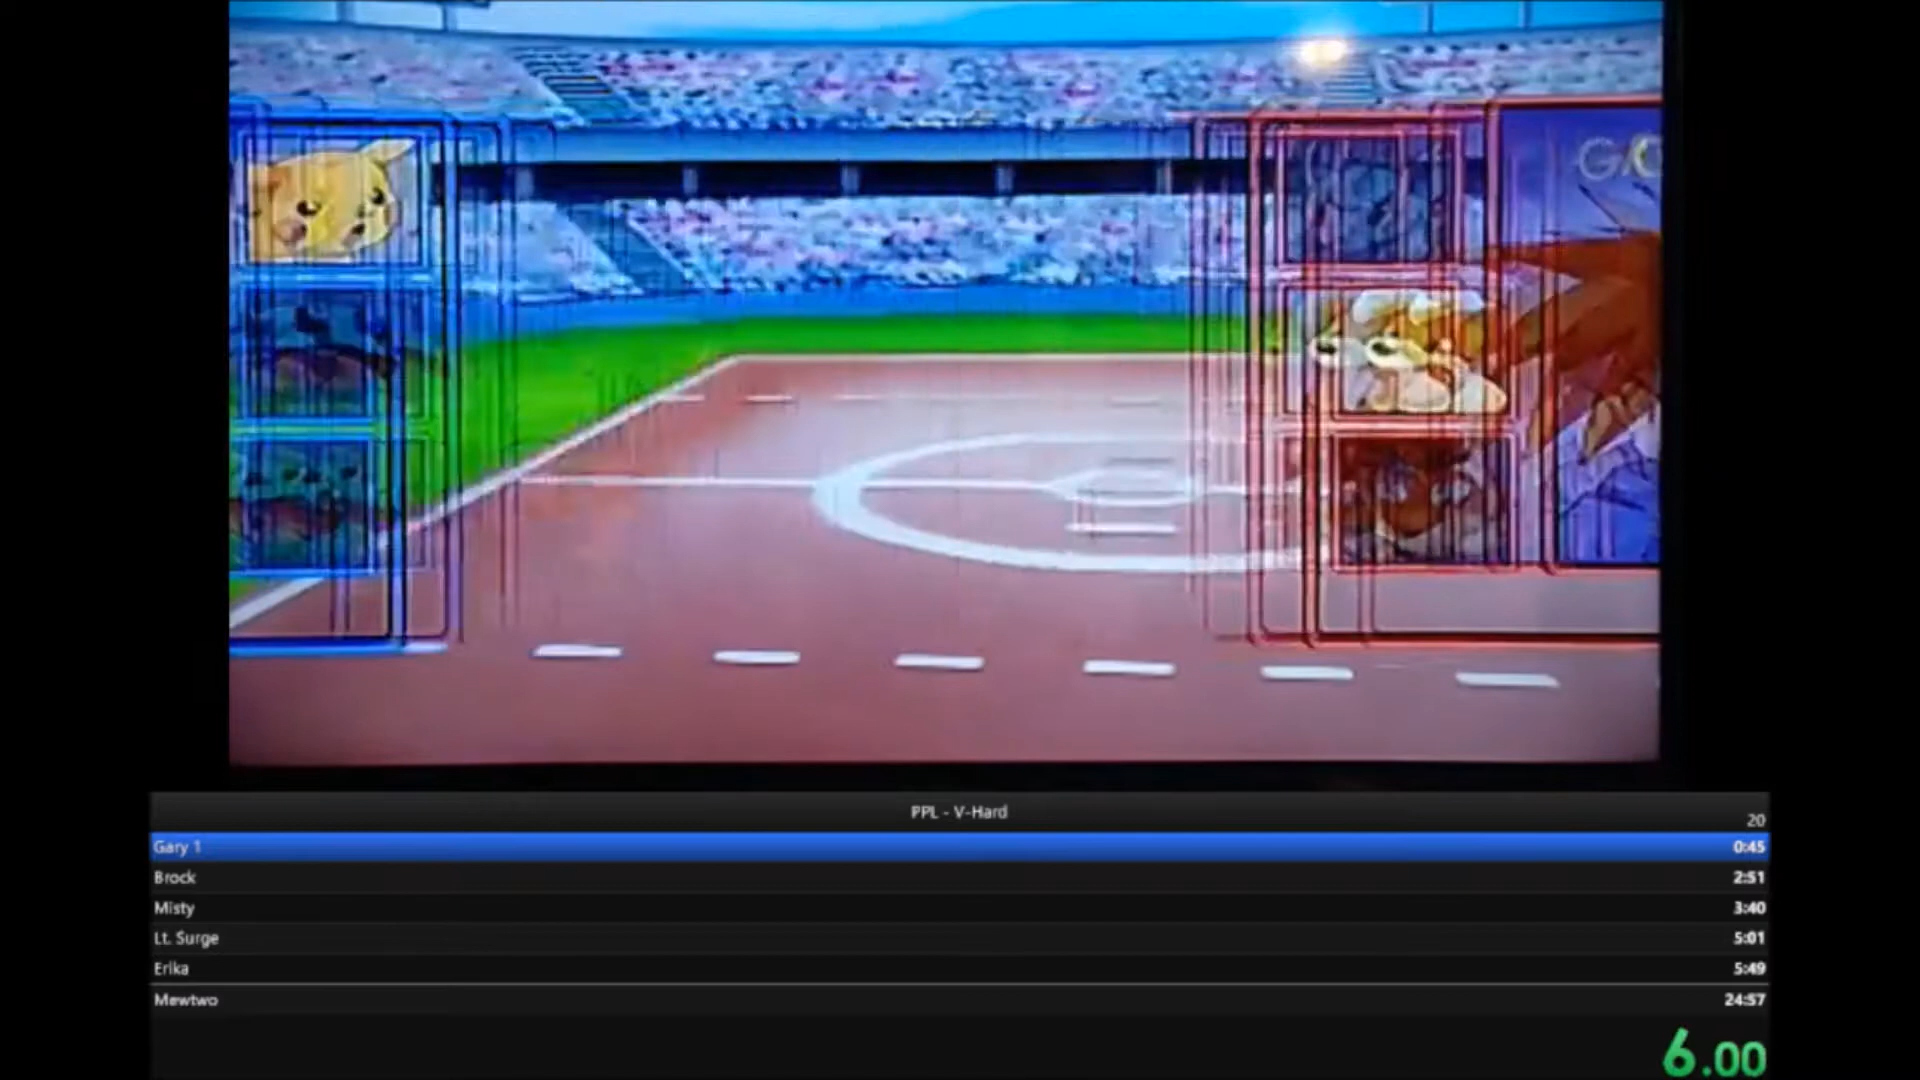 PPL - V-Hard
20
Gary 1 0:45
Brock 2:51
Misty 3:40
Lt. Surge 5:01
Erika 5:49
Mewtwo 24:57
6.00